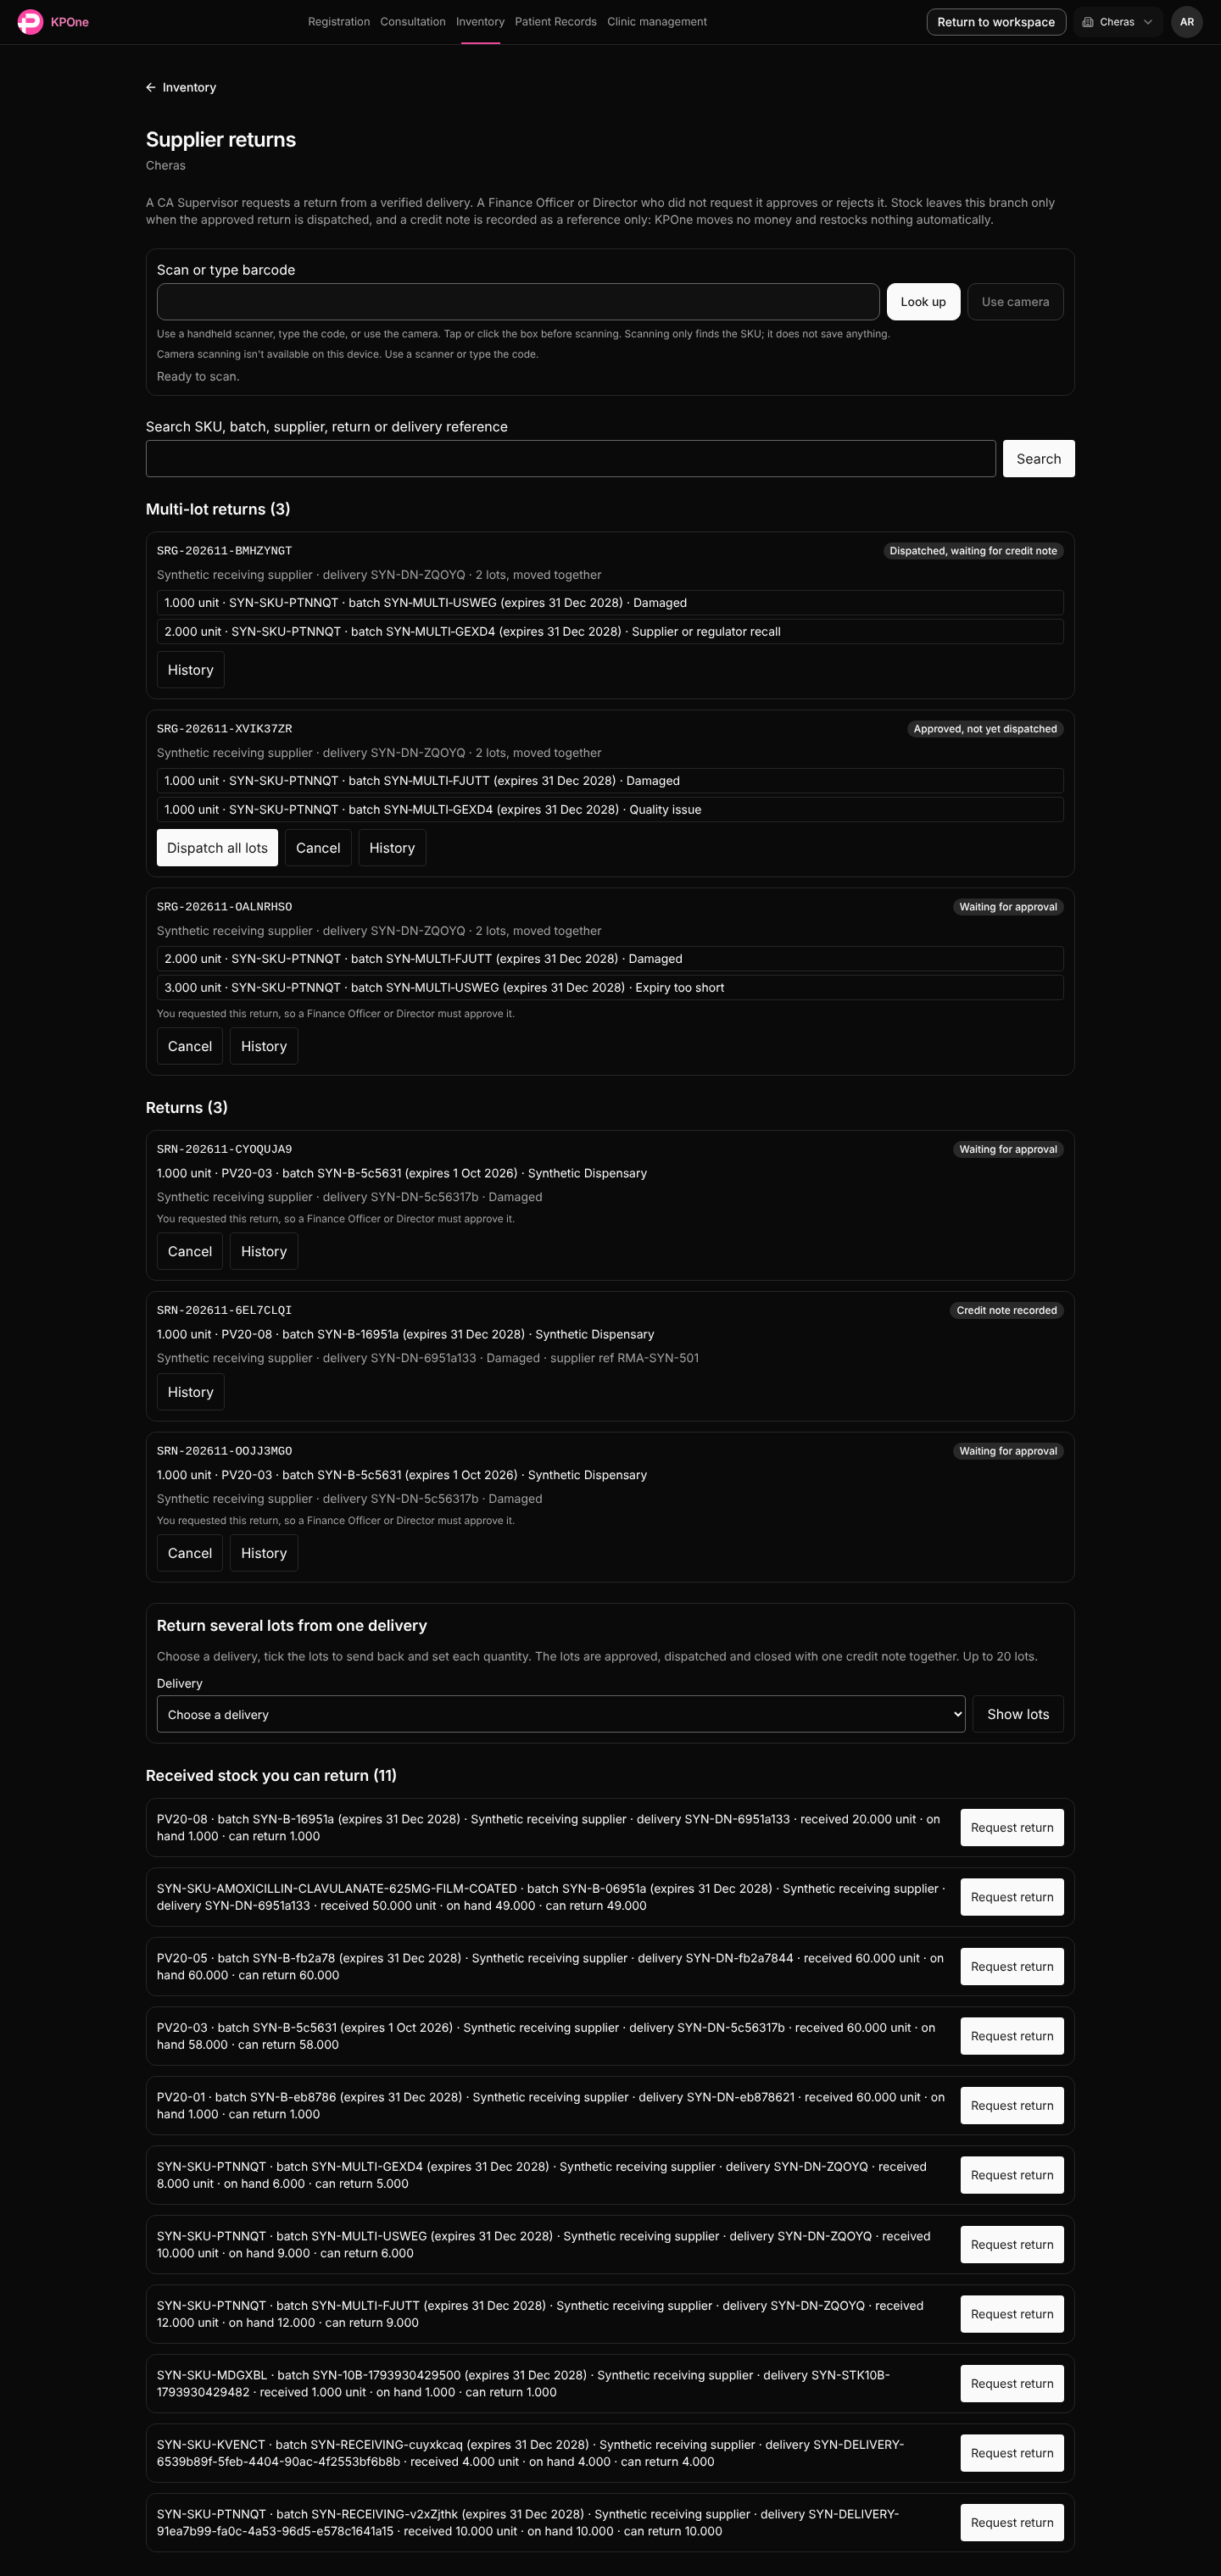 KPOne
Registration Consultation Inventory Patient Records Clinic management
Return to workspace
Cheras
AR
Inventory
Supplier returns
Cheras
A CA Supervisor requests a return from a verified delivery. A Finance Officer or Director who did not request it approves or rejects it. Stock leaves this branch only
when the approved return is dispatched, and a credit note is recorded as a reference only: KPOne moves no money and restocks nothing automatically.
Scan or type barcode
Look up
Use camera
Use a handheld scanner, type the code, or use the camera. Tap or click the box before scanning. Scanning only finds the SKU; it does not save anything.
Camera scanning isn't available on this device. Use a scanner or type the code.
Ready to scan.
Search SKU, batch, supplier, return or delivery reference
Search
Multi-lot returns (3)
SRG-202611-BMHZYNGT
Dispatched, waiting for credit note
Synthetic receiving supplier · delivery SYN-DN-ZQOYQ · 2 lots, moved together
1.000 unit · SYN-SKU-PTNNQT · batch SYN-MULTI-USWEG (expires 31 Dec 2028) · Damaged
2.000 unit · SYN-SKU-PTNNQT · batch SYN-MULTI-GEXD4 (expires 31 Dec 2028) · Supplier or regulator recall
History
SRG-202611-XVIK37ZR
Approved, not yet dispatched
Synthetic receiving supplier · delivery SYN-DN-ZQOYQ · 2 lots, moved together
1.000 unit · SYN-SKU-PTNNQT · batch SYN-MULTI-FJUTT (expires 31 Dec 2028) · Damaged
1.000 unit · SYN-SKU-PTNNQT · batch SYN-MULTI-GEXD4 (expires 31 Dec 2028) · Quality issue
Dispatch all lots
Cancel
History
SRG-202611-OALNRHSO
Waiting for approval
Synthetic receiving supplier · delivery SYN-DN-ZQOYQ · 2 lots, moved together
2.000 unit · SYN-SKU-PTNNQT · batch SYN-MULTI-FJUTT (expires 31 Dec 2028) · Damaged
3.000 unit · SYN-SKU-PTNNQT · batch SYN-MULTI-USWEG (expires 31 Dec 2028) · Expiry too short
You requested this return, so a Finance Officer or Director must approve it.
Cancel
History
Returns (3)
SRN-202611-CYOQUJA9
Waiting for approval
1.000 unit · PV20-03 · batch SYN-B-5c5631 (expires 1 Oct 2026) · Synthetic Dispensary
Synthetic receiving supplier · delivery SYN-DN-5c56317b · Damaged
You requested this return, so a Finance Officer or Director must approve it.
Cancel
History
SRN-202611-6EL7CLQI
Credit note recorded
1.000 unit · PV20-08 · batch SYN-B-16951a (expires 31 Dec 2028) · Synthetic Dispensary
Synthetic receiving supplier · delivery SYN-DN-6951a133 · Damaged · supplier ref RMA-SYN-501
History
SRN-202611-OOJJ3MGO
Waiting for approval
1.000 unit · PV20-03 · batch SYN-B-5c5631 (expires 1 Oct 2026) · Synthetic Dispensary
Synthetic receiving supplier · delivery SYN-DN-5c56317b · Damaged
You requested this return, so a Finance Officer or Director must approve it.
Cancel
History
Return several lots from one delivery
Choose a delivery, tick the lots to send back and set each quantity. The lots are approved, dispatched and closed with one credit note together. Up to 20 lots.
Delivery
Choose a delivery
Show lots
Received stock you can return (11)
PV20-08 · batch SYN-B-16951a (expires 31 Dec 2028) · Synthetic receiving supplier · delivery SYN-DN-6951a133 · received 20.000 unit · on
hand 1.000 · can return 1.000
Request return
SYN-SKU-AMOXICILLIN-CLAVULANATE-625MG-FILM-COATED · batch SYN-B-06951a (expires 31 Dec 2028) · Synthetic receiving supplier ·
delivery SYN-DN-6951a133 · received 50.000 unit · on hand 49.000 · can return 49.000
Request return
PV20-05 · batch SYN-B-fb2a78 (expires 31 Dec 2028) · Synthetic receiving supplier · delivery SYN-DN-fb2a7844 · received 60.000 unit · on
hand 60.000 · can return 60.000
Request return
PV20-03 · batch SYN-B-5c5631 (expires 1 Oct 2026) · Synthetic receiving supplier · delivery SYN-DN-5c56317b · received 60.000 unit · on
hand 58.000 · can return 58.000
Request return
PV20-01 · batch SYN-B-eb8786 (expires 31 Dec 2028) · Synthetic receiving supplier · delivery SYN-DN-eb878621 · received 60.000 unit · on
hand 1.000 · can return 1.000
Request return
SYN-SKU-PTNNQT · batch SYN-MULTI-GEXD4 (expires 31 Dec 2028) · Synthetic receiving supplier · delivery SYN-DN-ZQOYQ · received
8.000 unit · on hand 6.000 · can return 5.000
Request return
SYN-SKU-PTNNQT · batch SYN-MULTI-USWEG (expires 31 Dec 2028) · Synthetic receiving supplier · delivery SYN-DN-ZQOYQ · received
10.000 unit · on hand 9.000 · can return 6.000
Request return
SYN-SKU-PTNNQT · batch SYN-MULTI-FJUTT (expires 31 Dec 2028) · Synthetic receiving supplier · delivery SYN-DN-ZQOYQ · received
12.000 unit · on hand 12.000 · can return 9.000
Request return
SYN-SKU-MDGXBL · batch SYN-10B-1793930429500 (expires 31 Dec 2028) · Synthetic receiving supplier · delivery SYN-STK10B-
1793930429482 · received 1.000 unit · on hand 1.000 · can return 1.000
Request return
SYN-SKU-KVENCT · batch SYN-RECEIVING-cuyxkcaq (expires 31 Dec 2028) · Synthetic receiving supplier · delivery SYN-DELIVERY-
6539b89f-5feb-4404-90ac-4f2553bf6b8b · received 4.000 unit · on hand 4.000 · can return 4.000
Request return
SYN-SKU-PTNNQT · batch SYN-RECEIVING-v2xZjthk (expires 31 Dec 2028) · Synthetic receiving supplier · delivery SYN-DELIVERY-
91ea7b99-fa0c-4a53-96d5-e578c1641a15 · received 10.000 unit · on hand 10.000 · can return 10.000
Request return